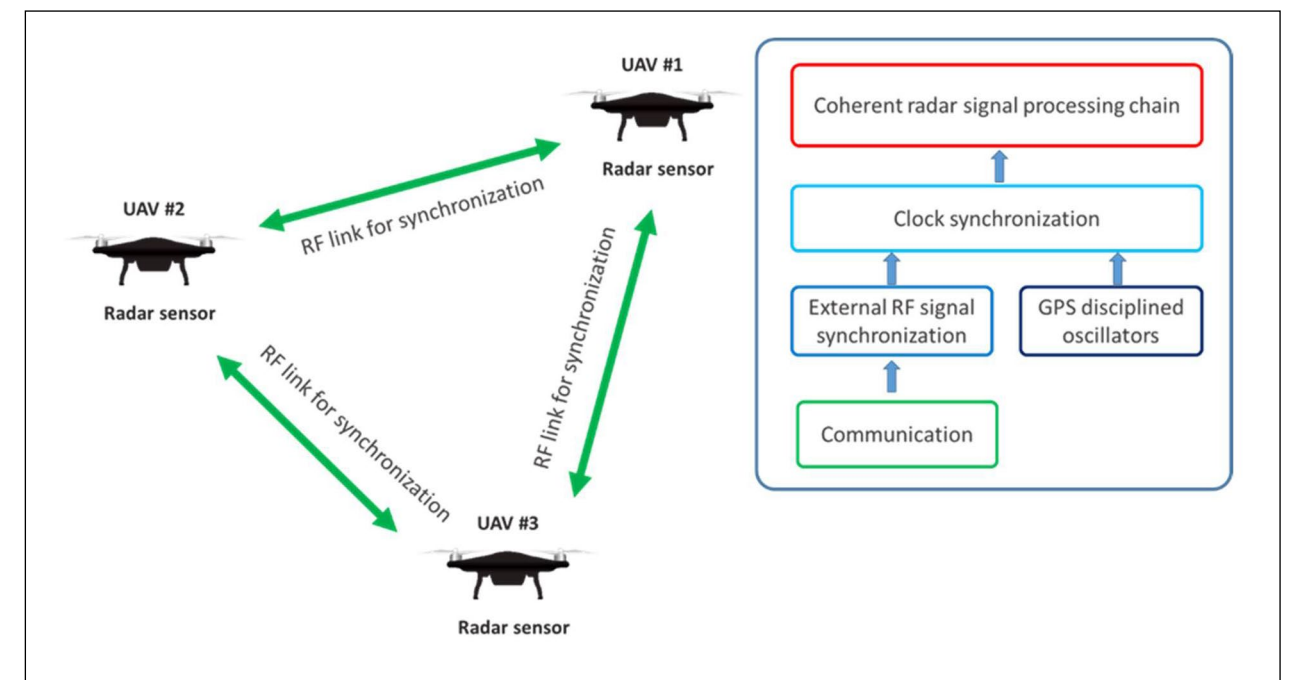 UAV #1
Radar sensor
RF link for synchronization
UAV #2
Radar sensor
RF link for synchronization
RF link for synchronization
UAV #3
Radar sensor
Coherent radar signal processing chain
Clock synchronization
External RF signal
synchronization
GPS disciplined
oscillators
Communication